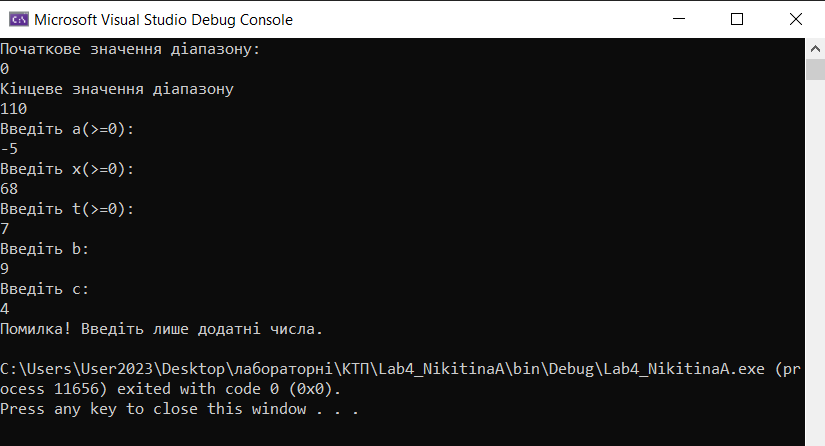 Microsoft Visual Studio Debug Console
Початкове значення діапазону:
0
Кінцеве значення діапазону
110
Введіть a(>=0):
-5
Введіть x(>=0):
68
Введіть t(>=0):
7
Введіть b:
9
Введіть c:
4
Помилка! Введіть лише додатні числа.
C:\Users\User2023\Desktop\лабораторні\КТП\Lab4_NikitinaA\bin\Debug\Lab4_NikitinaA.exe (pr
ocess 11656) exited with code 0 (0x0).
Press any key to close this window . . .